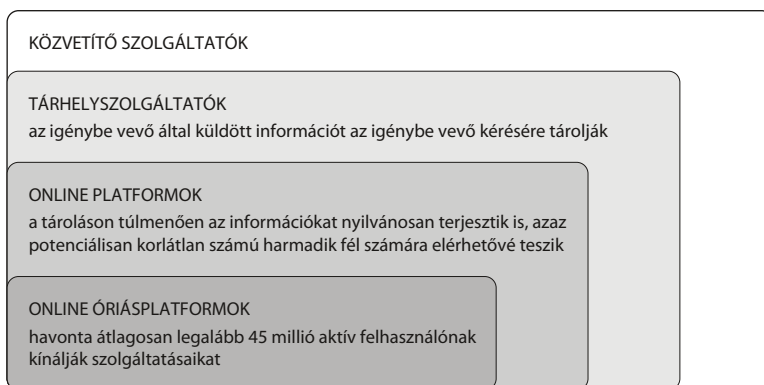 KÖZVETÍTŐ SZOLGÁLTATÓK
TÁRHELYSZOLGÁLTATÓK
az igénybe vevő által küldött információt az igénybe vevő kérésére tárolják
ONLINE PLATFORMOK
a tároláson túlmenően az információkat nyilvánosan terjesztik is, azaz
potenciálisan korlátlan számú harmadik fél számára elérhetővé teszik
ONLINE ÓRIÁSPLATFORMOK
havonta átlagosan legalább 45 millió aktív felhasználónak
kínálják szolgáltatásaikat